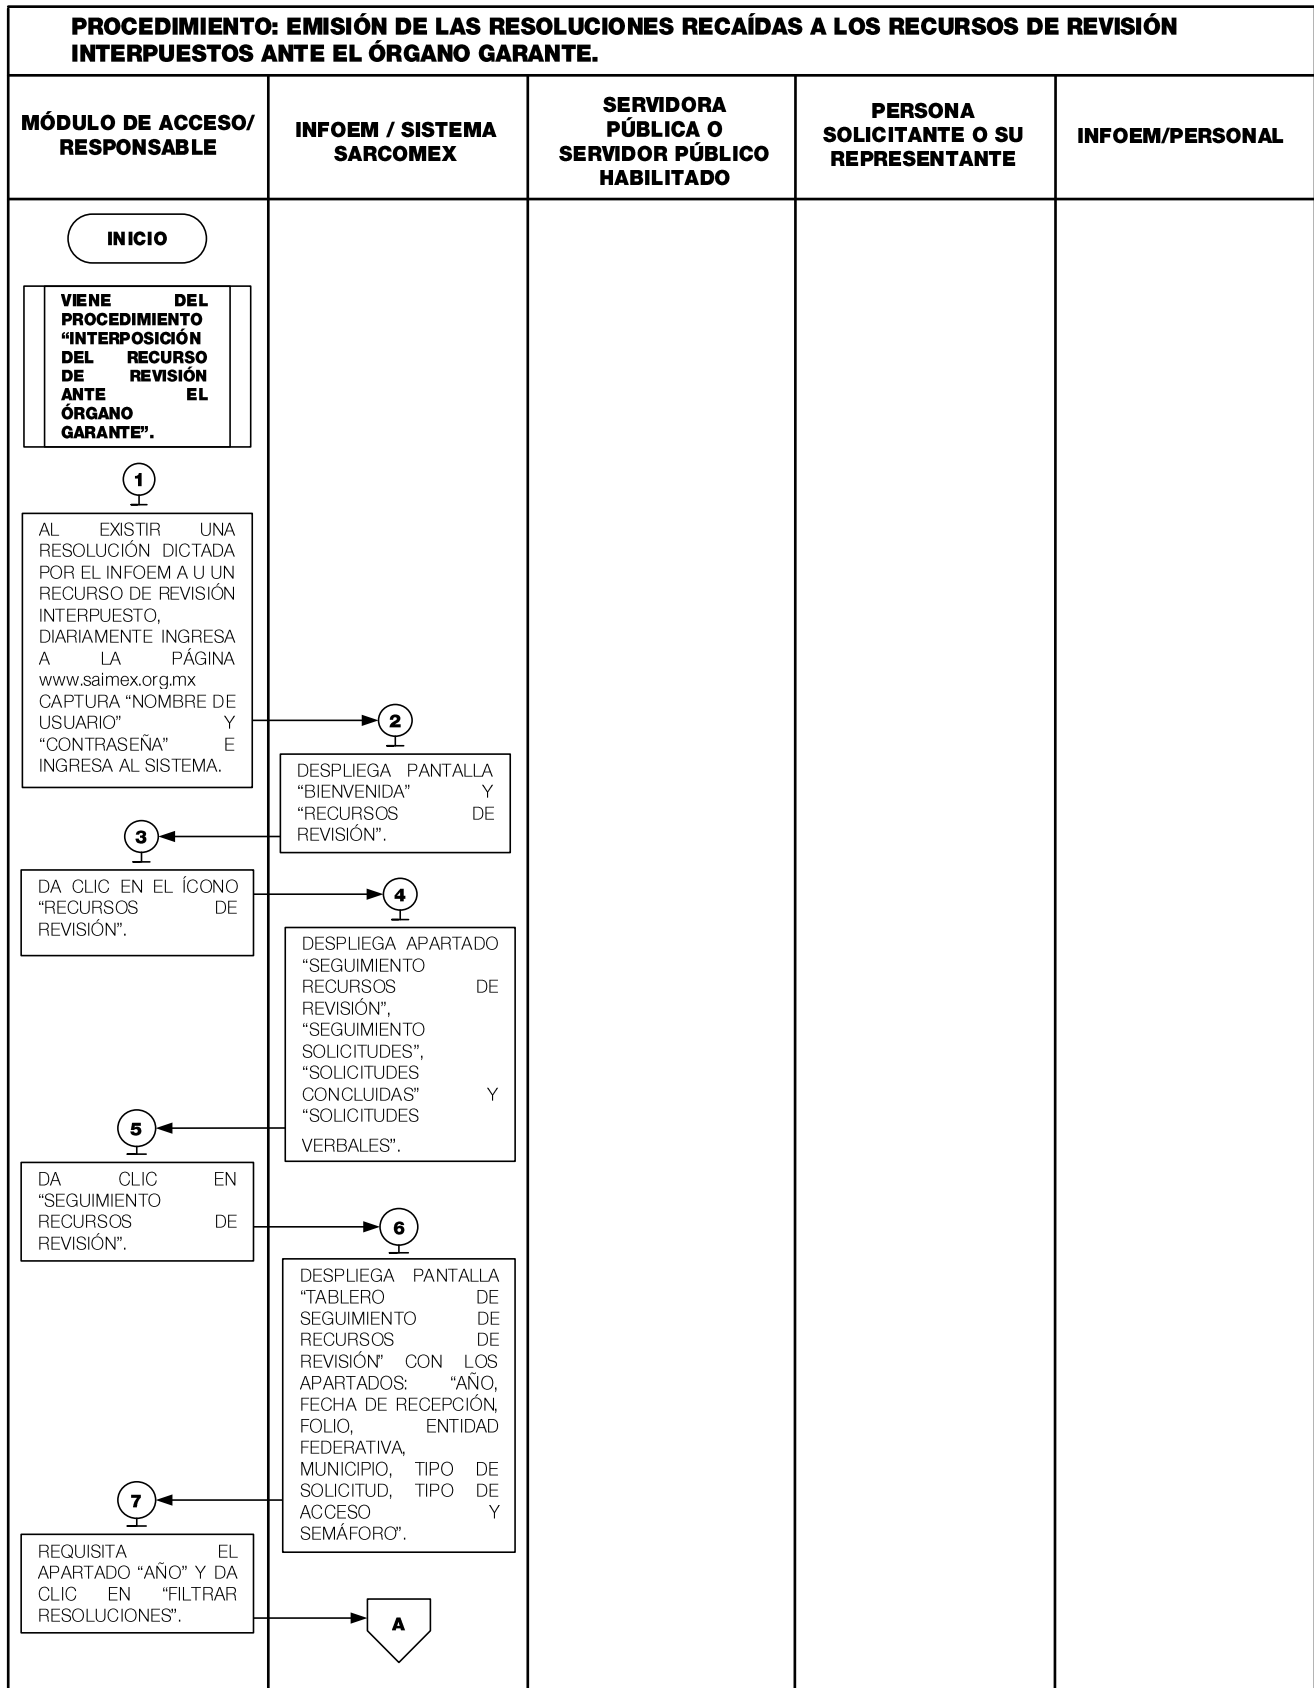 PROCEDIMIENTO: EMISIÓN DE LAS RESOLUCIONES RECAÍDAS A LOS RECURSOS DE REVISIÓN
INTERPUESTOS ANTE EL ÓRGANO GARANTE.
MÓDULO DE ACCESO/
RESPONSABLE
INFOEM / SISTEMA
SARCOMEX
SERVIDORA
PÚBLICA O
SERVIDOR PÚBLICO
HABILITADO
PERSONA
SOLICITANTE O SU
REPRESENTANTE
INFOEM/PERSONAL
INICIO
VIENE DEL
PROCEDIMIENTO
“INTERPOSICIÓN
DEL RECURSO
DE REVISIÓN
ANTE EL
ÓRGANO
GARANTE”.
1
AL EXISTIR UNA
RESOLUCIÓN DICTADA
POR EL INFOEM A U UN
RECURSO DE REVISIÓN
INTERPUESTO,
DIARIAMENTE INGRESA
A LA PÁGINA
www.saimex.org.mx
CAPTURA “NOMBRE DE
USUARIO” Y
“CONTRASEÑA” E
INGRESA AL SISTEMA.
2
DESPLIEGA PANTALLA
“BIENVENIDA” Y
“RECURSOS DE
REVISIÓN”.
3
DA CLIC EN EL ÍCONO
“RECURSOS DE
REVISIÓN”.
4
DESPLIEGA APARTADO
“SEGUIMIENTO
RECURSOS DE
REVISIÓN”,
“SEGUIMIENTO
SOLICITUDES”,
“SOLICITUDES
CONCLUIDAS” Y
“SOLICITUDES
VERBALES”.
5
DA CLIC EN
“SEGUIMIENTO
RECURSOS DE
REVISIÓN”.
6
DESPLIEGA PANTALLA
“TABLERO DE
SEGUIMIENTO DE
RECURSOS DE
REVISIÓN” CON LOS
APARTADOS: “AÑO,
FECHA DE RECEPCIÓN,
FOLIO, ENTIDAD
FEDERATIVA,
MUNICIPIO, TIPO DE
SOLICITUD, TIPO DE
ACCESO Y
SEMÁFORO”.
7
REQUISITA EL
APARTADO “AÑO” Y DA
CLIC EN “FILTRAR
RESOLUCIONES”.
A